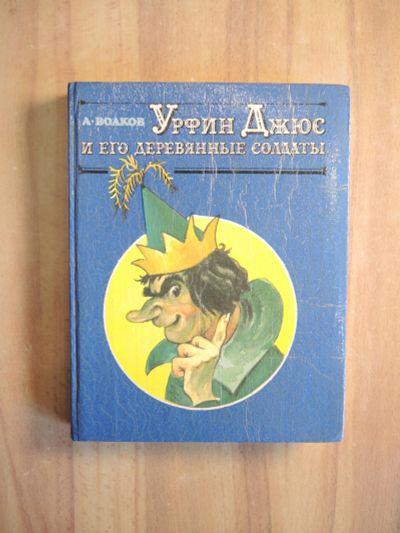 А·ВОЛКОВ УРФИН ДЖЮС
И ЕГО ДЕРЕВЯННЫЕ СОЛДАТЫ